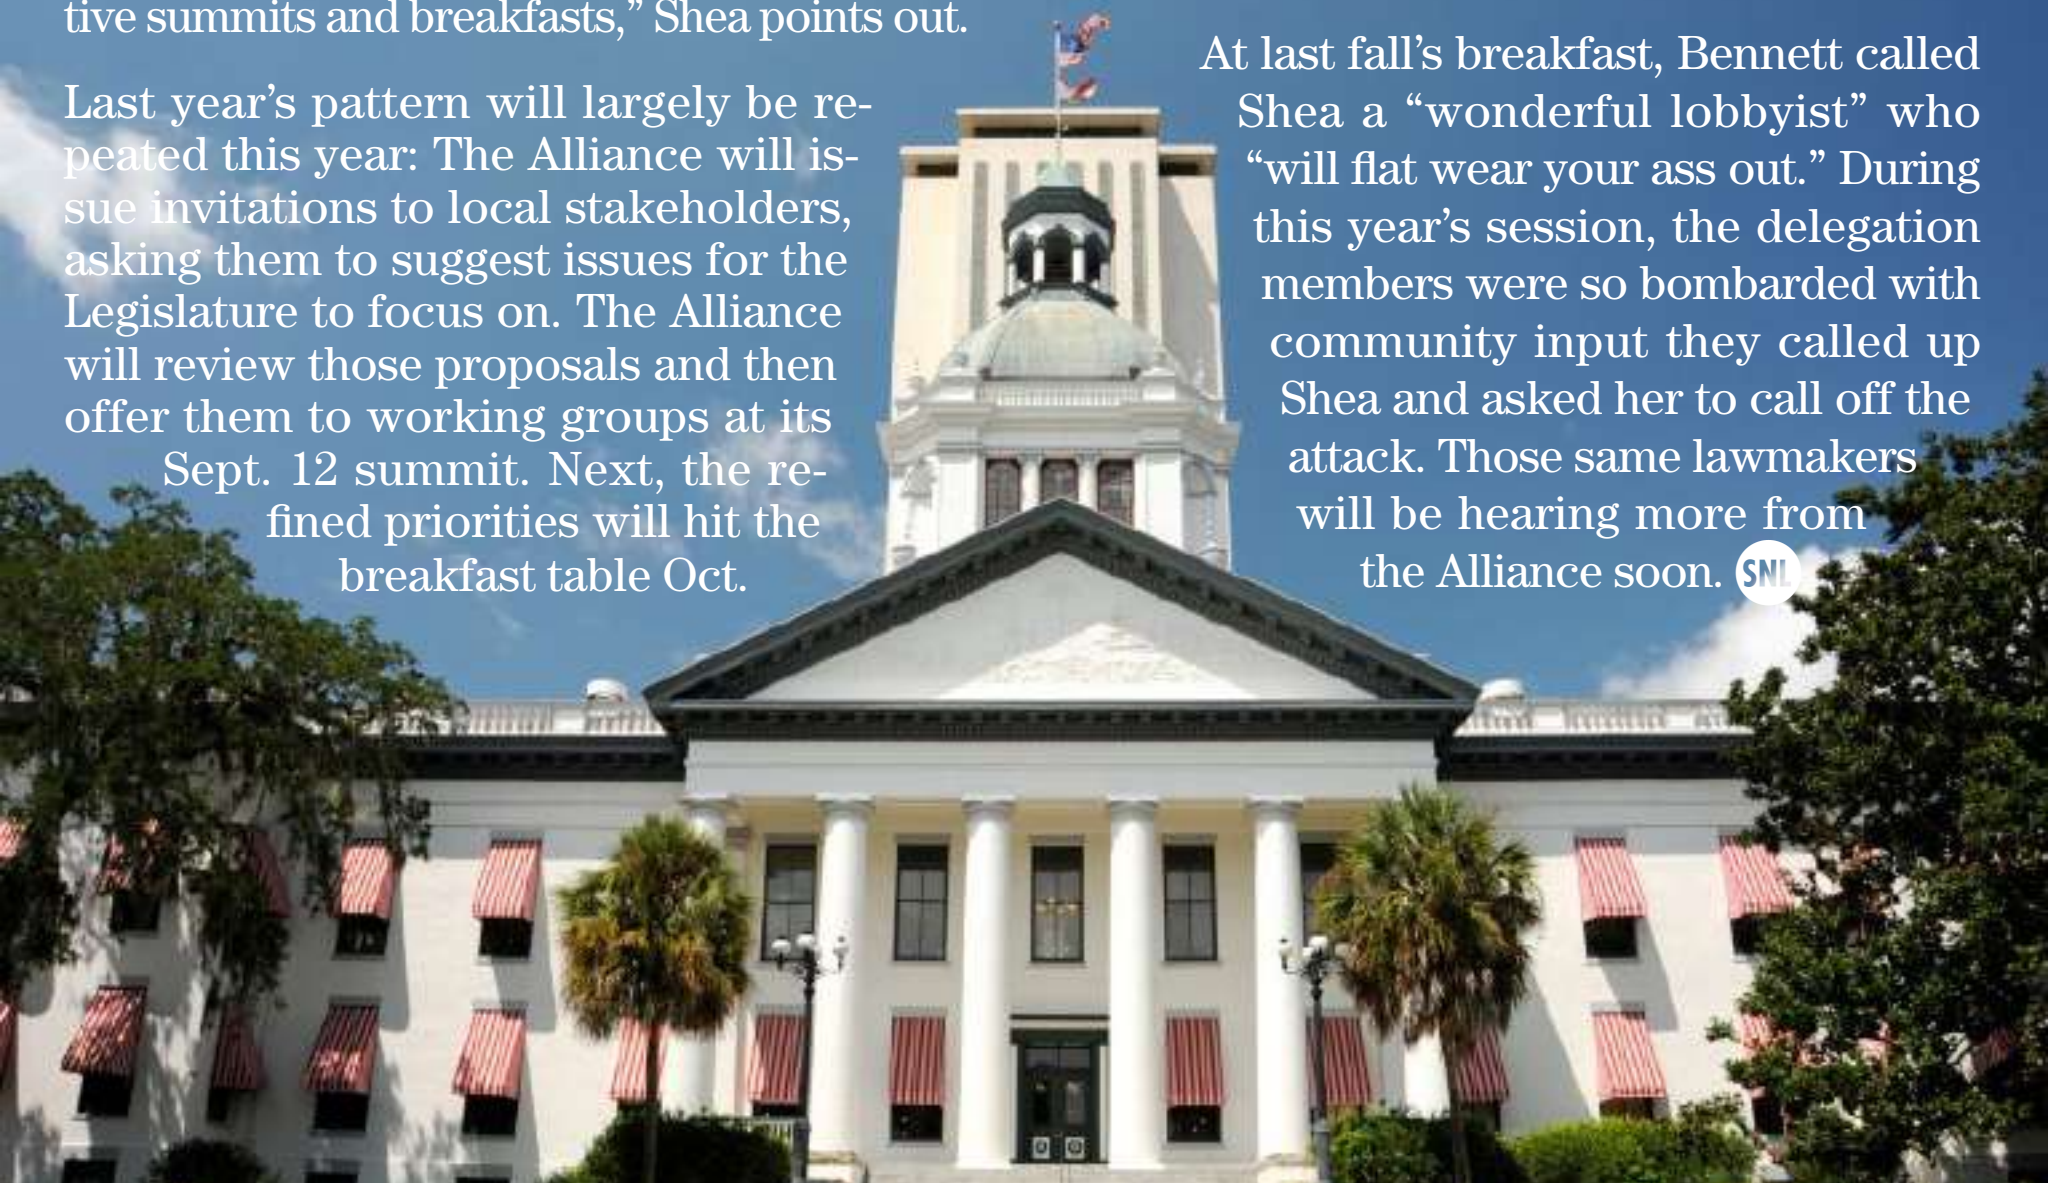 tive summits and breakfasts,” Shea points out.
Last year’s pattern will largely be re-
peated this year: The Alliance will is-
sue invitations to local stakeholders,
asking them to suggest issues for the
Legislature to focus on. The Alliance
will review those proposals and then
offer them to working groups at its
Sept. 12 summit. Next, the re-
fined priorities will hit the
breakfast table Oct.
At last fall’s breakfast, Bennett called
Shea a “wonderful lobbyist” who
“will flat wear your ass out.” During
this year’s session, the delegation
members were so bombarded with
community input they called up
Shea and asked her to call off the
attack. Those same lawmakers
will be hearing more from
the Alliance soon. SNL